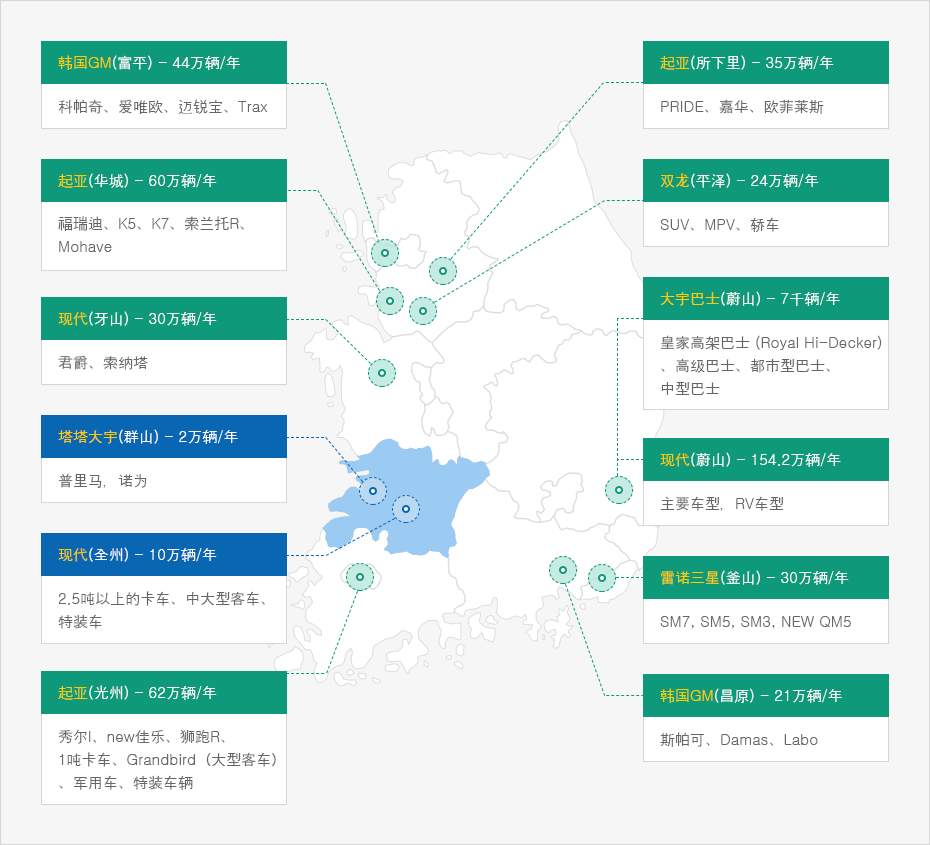 韩国GM(富平) - 44万辆/年
科帕奇、爱唯欧、迈锐宝、Trax
起亚(华城) - 60万辆/年
福瑞迪、K5、K7、索兰托R、
Mohave
现代(牙山) - 30万辆/年
君爵、索纳塔
塔塔大宇(群山) - 2万辆/年
普里马, 诺为
现代(全州) - 10万辆/年
2.5吨以上的卡车、中大型客车、
特装车
起亚(光州) - 62万辆/年
秀尔I、new佳乐、狮跑R、
1吨卡车、Grandbird（大型客车）
、军用车、特装车辆
起亚(所下里) - 35万辆/年
PRIDE、嘉华、欧菲莱斯
双龙(平泽) - 24万辆/年
SUV、MPV、轿车
大宇巴士(蔚山) - 7千辆/年
皇家高架巴士 (Royal Hi-Decker)
、高级巴士、都市型巴士、
中型巴士
现代(蔚山) - 154.2万辆/年
主要车型, RV车型
雷诺三星(釜山) - 30万辆/年
SM7, SM5, SM3, NEW QM5
韩国GM(昌原) - 21万辆/年
斯帕可、Damas、Labo